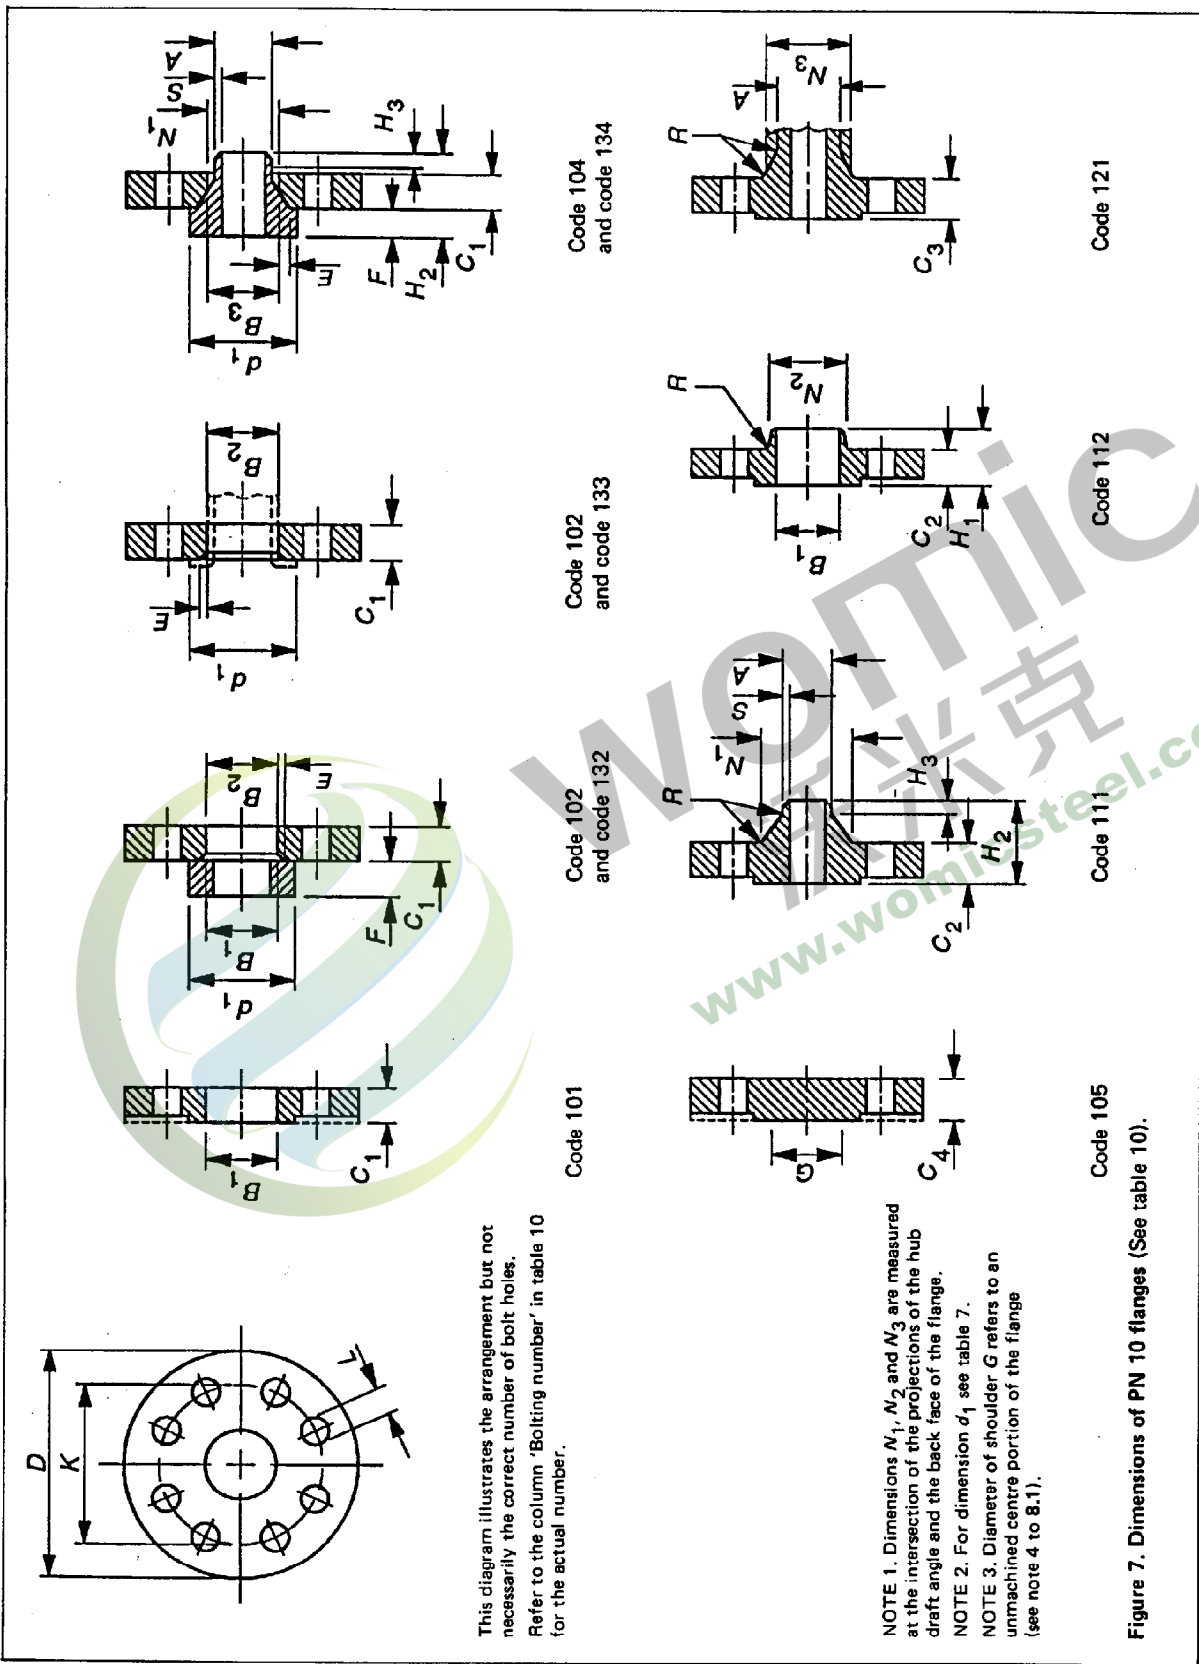 D
K
L
This diagram illustrates the arrangement but not
necessarily the correct number of bolt holes.
Refer to the column 'Bolting number' in table 10
for the actual number.
B1
C1
Code 101
d1
B1
F
C1
B2
E
Code 102
and code 132
d1
E
C1
B2
Code 102
and code 133
d1
B3
E
F
H2
C1
N1
S
A
H3
Code 104
and code 134
NOTE 1. Dimensions N1, N2 and N3 are measured
at the intersection of the projections of the hub
draft angle and the back face of the flange.
NOTE 2. For dimension d1 see table 7.
NOTE 3. Diameter of shoulder G refers to an
unmachined centre portion of the flange
(see note 4 to 8.1).
G
C4
Code 105
R
N1
S
A
H3
H2
C2
Code 111
R
N2
B1
C2
H1
Code 112
R
A
N3
C3
Code 121
Figure 7. Dimensions of PN 10 flanges (See table 10).
womic
沃米克
www.womicsteel.co